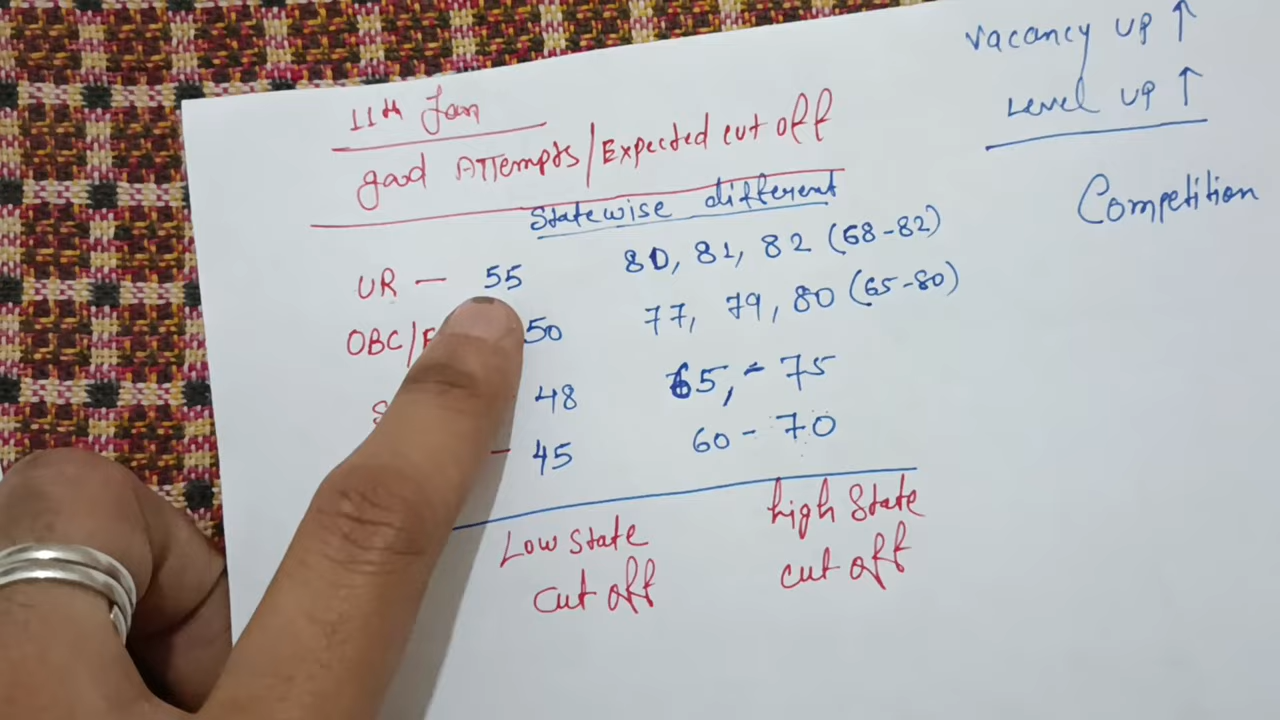 11th Jan
good Attempts/Expected cut off
Statewise different
UR - 55 80, 81, 82 (68-82)
OBC/ 50 77, 79, 80 (65-80)
48 65, - 75
- 45 60 - 70
Low State cut off
high State cut off
Vacancy up ↑
Level up ↑
Competition